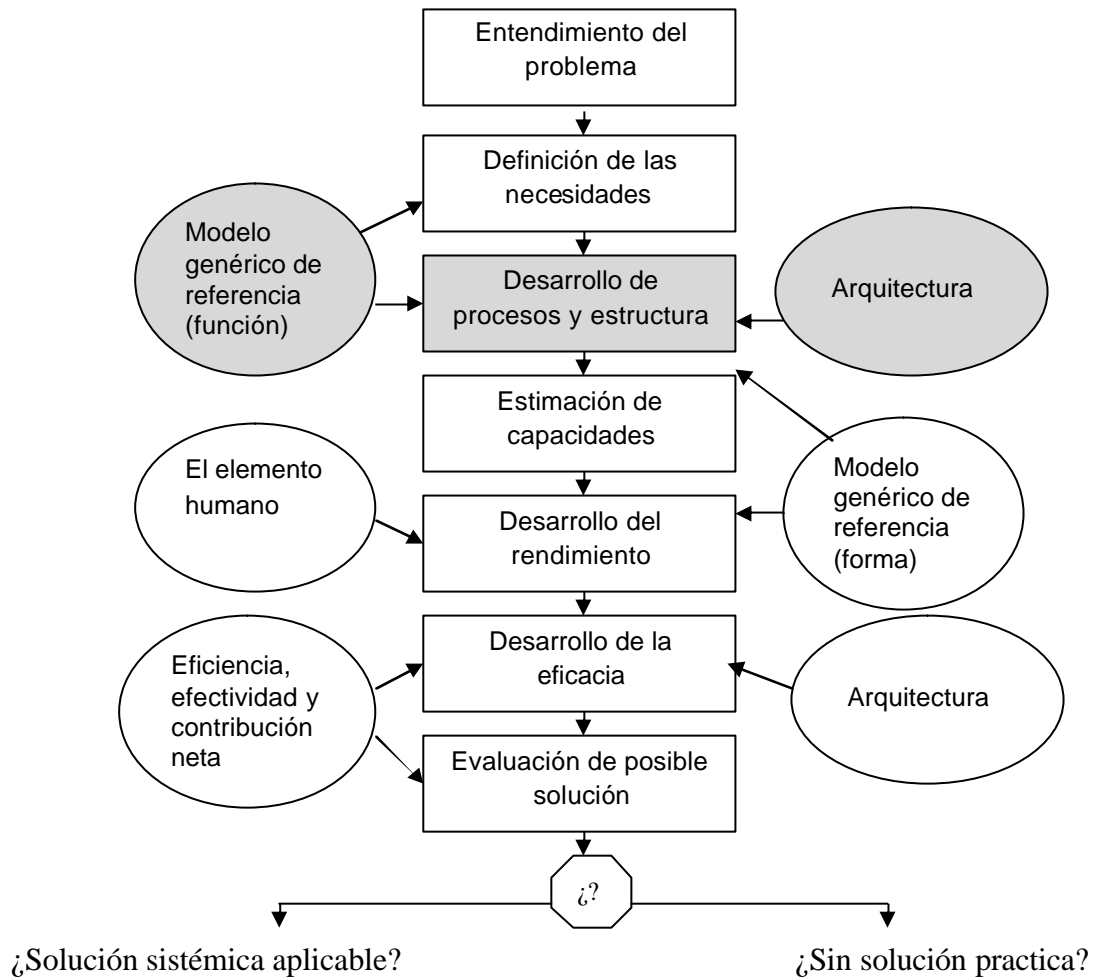 Entendimiento del
problema
Definición de las
necesidades
Modelo
genérico de
referencia
(función)
Desarrollo de
procesos y estructura
Arquitectura
Estimación de
capacidades
El elemento
humano
Modelo
genérico de
referencia
(forma)
Desarrollo del
rendimiento
Desarrollo de la
eficacia
Eficiencia,
efectividad y
contribución
neta
Arquitectura
Evaluación de posible
solución
¿?
¿Solución sistémica aplicable?
¿Sin solución practica?